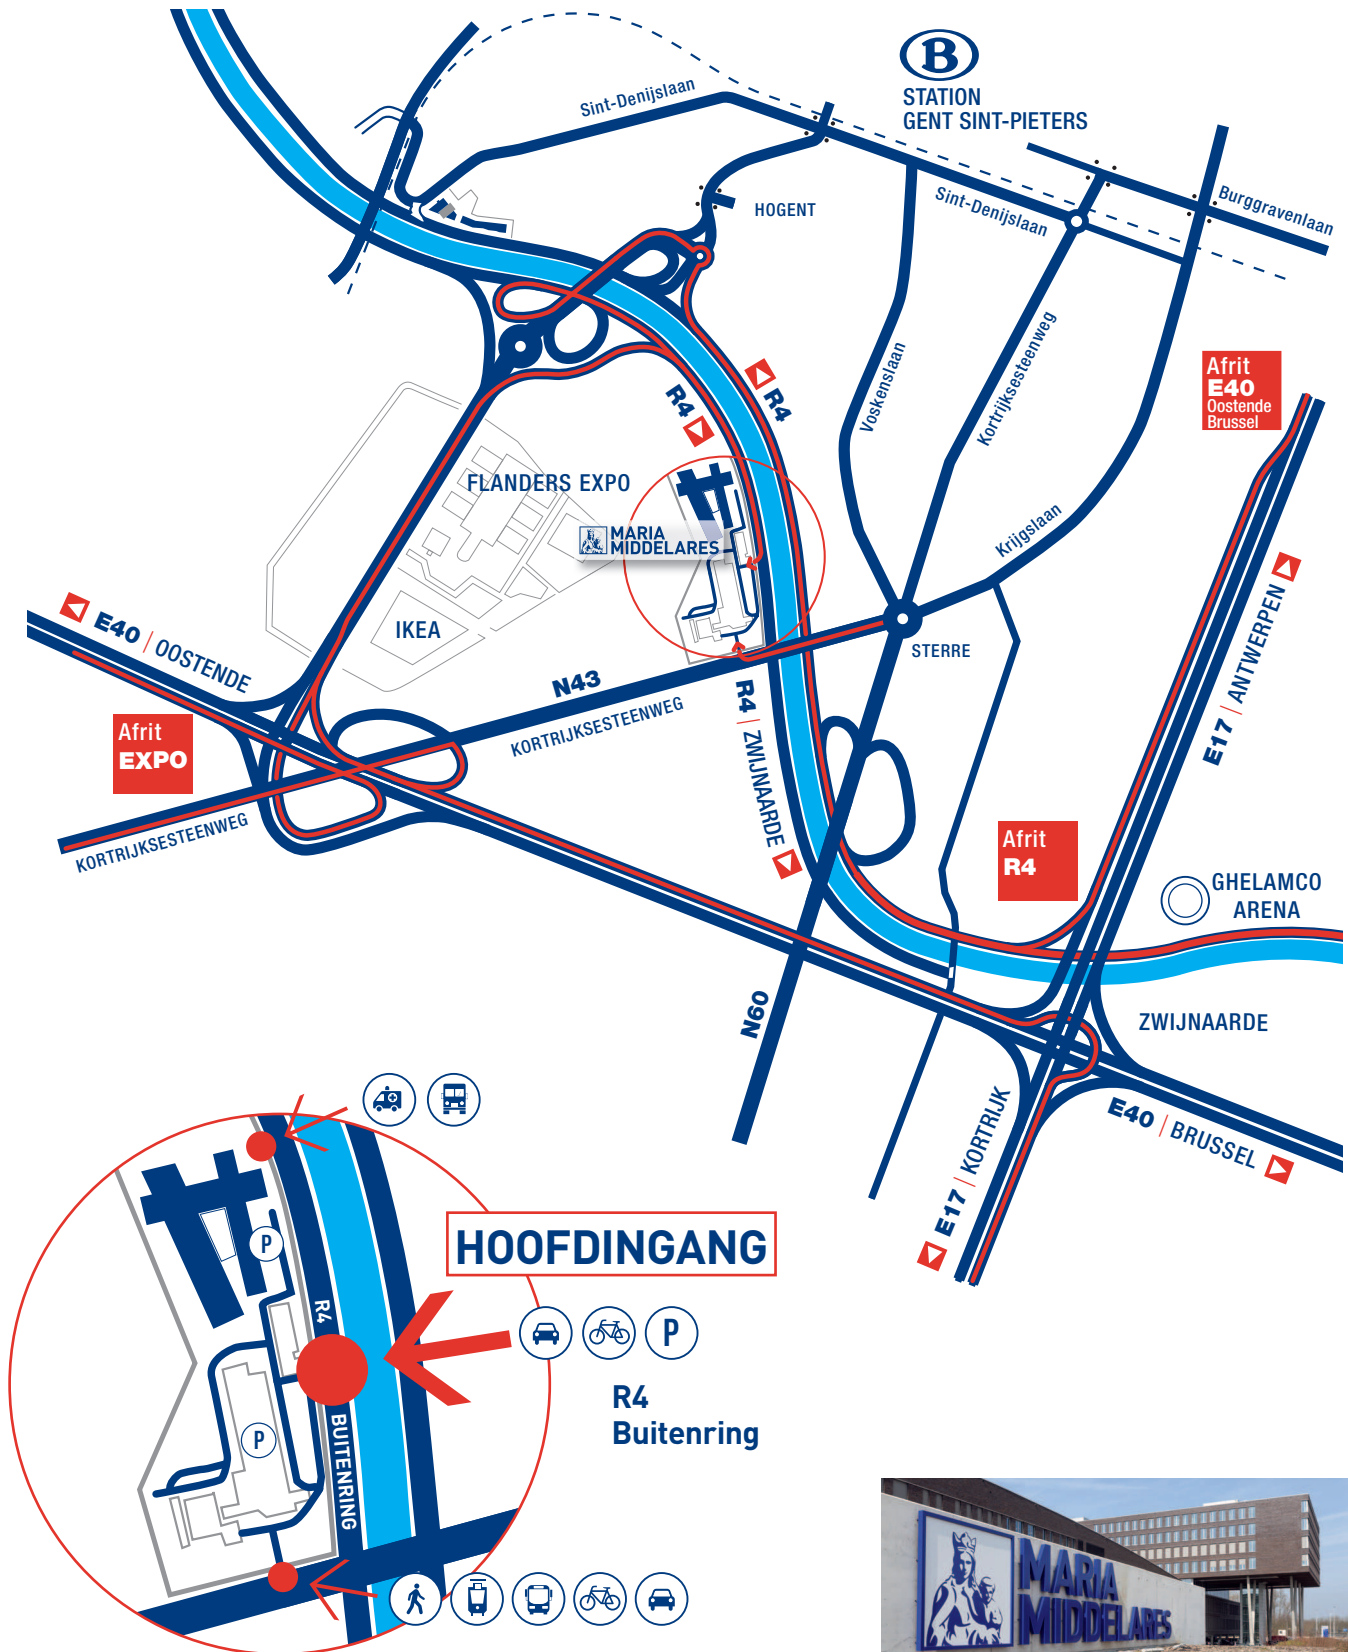 B
STATION
GENT SINT-PIETERS
Sint-Denijslaan
HOGENT
Sint-Denijslaan
Burggravenlaan
Voskenslaan
Kortrijksesteenweg
Afrit
E40
Oostende
Brussel
R4
R4
FLANDERS EXPO
MARIA
MIDDELARES
Krijgslaan
IKEA
E40 | OOSTENDE
STERRE
E17 | ANTWERPEN
N43
KORTRIJKSESTEENWEG
Afrit
EXPO
R4 | ZWIJNAARDE
KORTRIJKSESTEENWEG
Afrit
R4
GHELAMCO
ARENA
N60
ZWIJNAARDE
E17 | KORTRIJK
E40 | BRUSSEL
HOOFDINGANG
P
R4
P
R4
Buitenring
P
BUITENRING
MARIA
MIDDELARES